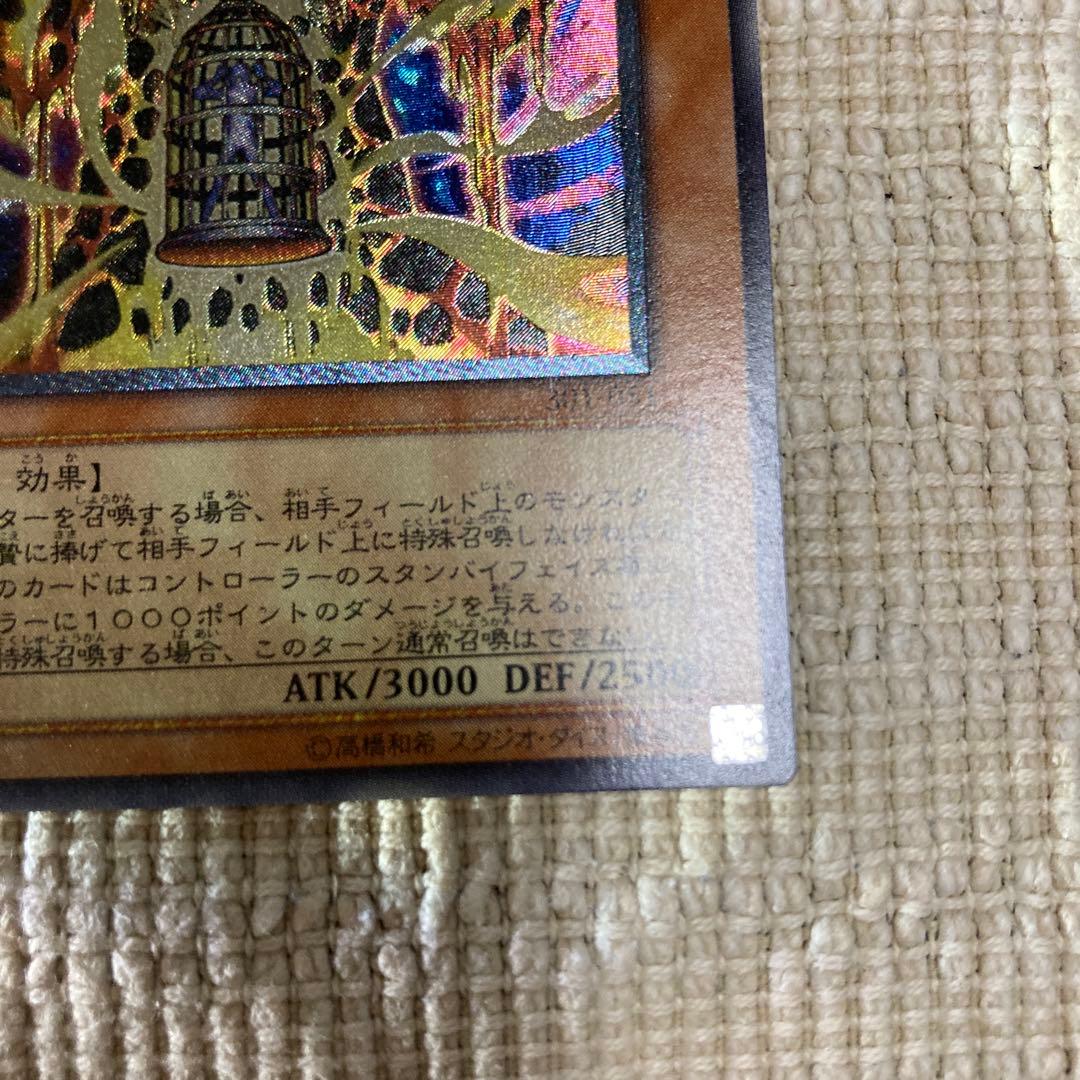 301-051
効果】
ターを召喚する場合、相手フィールド上のモンスタ
贄に捧げて相手フィールド上に特殊召喚しなければ
のカードはコントローラーのスタンバイフェイズ毎
ラーに1000ポイントのダメージを与える。この
特殊召喚する場合、このターン通常召喚はできない
ATK/3000 DEF/2500
©高橋和希 スタジオ・ダイス